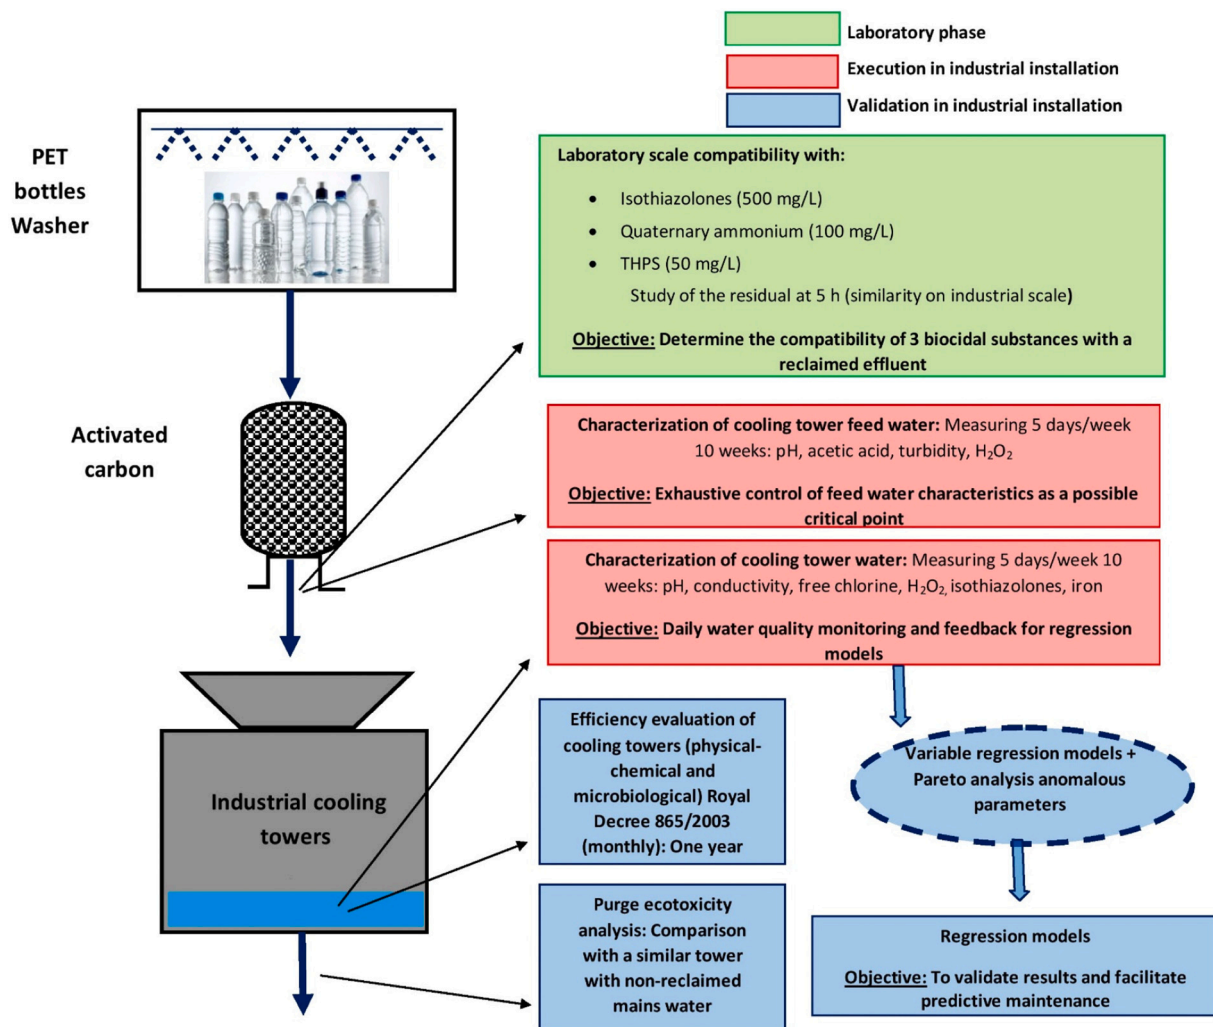 Laboratory phase
Execution in industrial installation
Validation in industrial installation
PET
bottles
Washer
Laboratory scale compatibility with:
• Isothiazolones (500 mg/L)
• Quaternary ammonium (100 mg/L)
• THPS (50 mg/L)
Study of the residual at 5 h (similarity on industrial scale)
Objective: Determine the compatibility of 3 biocidal substances with a
reclaimed effluent
Activated
carbon
Characterization of cooling tower feed water: Measuring 5 days/week
10 weeks: pH, acetic acid, turbidity, H₂O₂
Objective: Exhaustive control of feed water characteristics as a possible
critical point
Characterization of cooling tower water: Measuring 5 days/week 10
weeks: pH, conductivity, free chlorine, H₂O₂, isothiazolones, iron
Objective: Daily water quality monitoring and feedback for regression
models
Industrial cooling
towers
Efficiency evaluation of
cooling towers (physical-
chemical and
microbiological) Royal
Decree 865/2003
(monthly): One year
Variable regression models +
Pareto analysis anomalous
parameters
Purge ecotoxicity
analysis: Comparison
with a similar tower
with non-reclaimed
mains water
Regression models
Objective: To validate results and facilitate
predictive maintenance